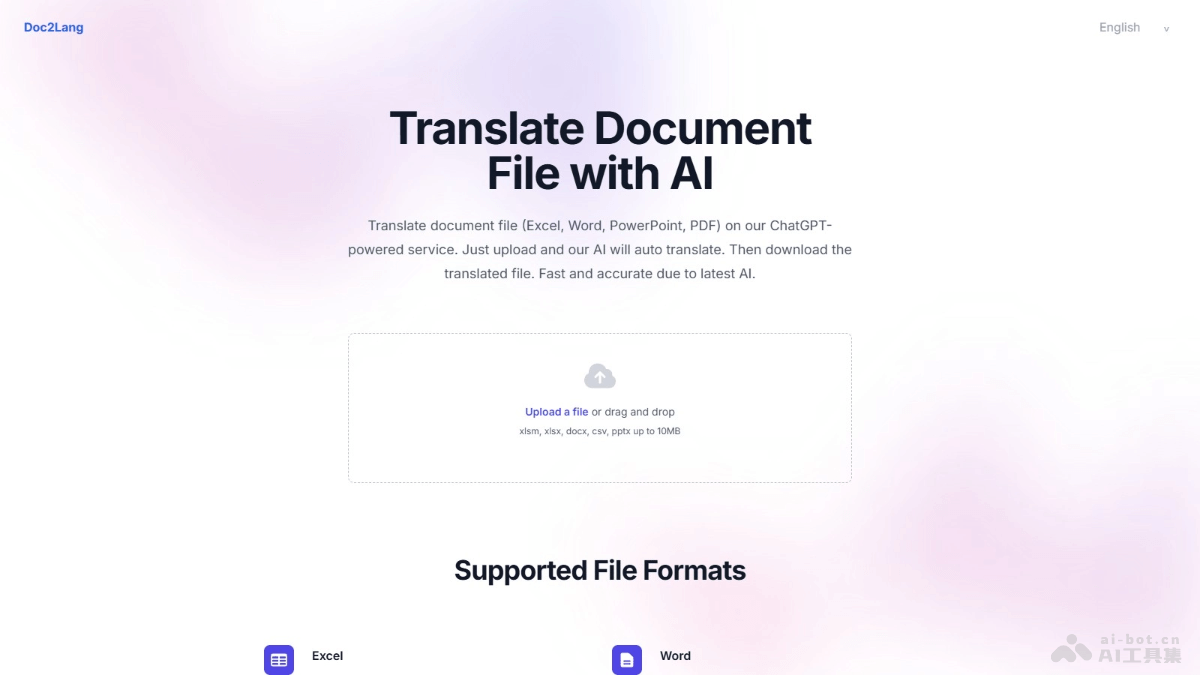 Doc2Lang
English
v
Translate Document
File with AI
Translate document file (Excel, Word, PowerPoint, PDF) on our ChatGPT-
powered service. Just upload and our AI will auto translate. Then download the
translated file. Fast and accurate due to latest AI.
Upload a file or drag and drop
xlsm, xlsx, docx, csv, pptx up to 10MB
Supported File Formats
Excel
Word
ai-bot.cn
AI工具集